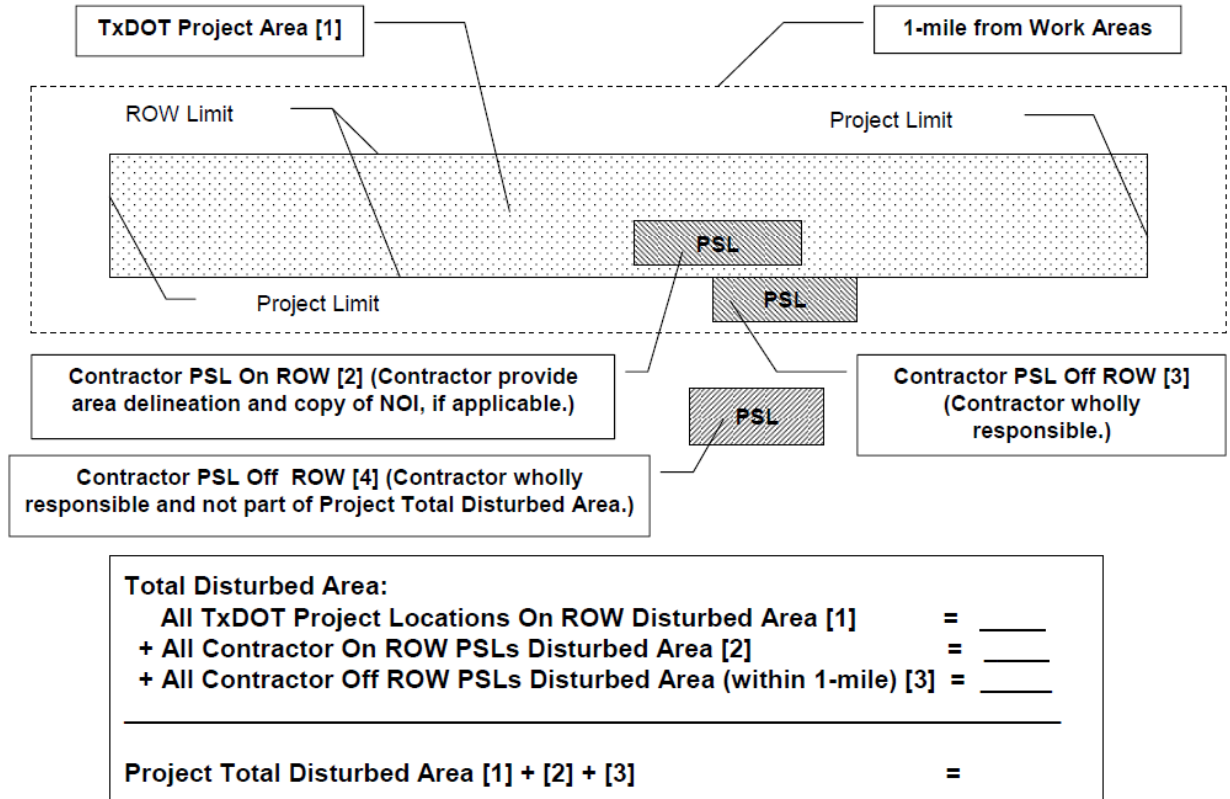 TxDOT Project Area [1]
1-mile from Work Areas
ROW Limit
Project Limit
PSL
PSL
Project Limit
Contractor PSL On ROW [2] (Contractor provide
area delineation and copy of NOI, if applicable.)
Contractor PSL Off ROW [3]
(Contractor wholly
responsible.)
PSL
Contractor PSL Off  ROW [4] (Contractor wholly
responsible and not part of Project Total Disturbed Area.)
Total Disturbed Area:
All TxDOT Project Locations On ROW Disturbed Area [1] = ____
+ All Contractor On ROW PSLs Disturbed Area [2] = ____
+ All Contractor Off ROW PSLs Disturbed Area (within 1-mile) [3] = ____
Project Total Disturbed Area [1] + [2] + [3] =